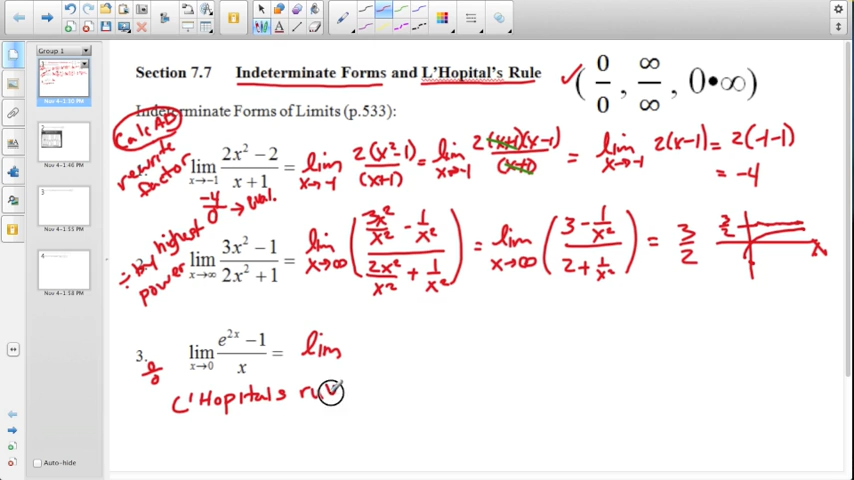 Group 1
Nov 4-1:30 PM
2
Nov 4-1:46 PM
3
Nov 4-1:55 PM
4
Nov 4-1:58 PM
Auto-hide
Section 7.7 Indeterminate Forms and L'Hopital's Rule ✓ ( 0/0 , ∞/∞ , 0•∞)
Indeterminate Forms of Limits (p.533):
Calc AB
rewrite
factor
lim x→-1 (2x² − 2)/(x + 1) = lim x→-1 2(x²-1)/(x+1) = lim x→-1 2(x+1)(x-1)/(x+1) = lim x→-1 2(x-1) = 2(-1-1)
= -4
÷ by highest
power
lim x→∞ (3x² − 1)/(2x² + 1) = lim x→∞ (3x²/x² - 1/x²)/(2x²/x² + 1/x²) = lim x→∞ (3 - 1/x²)/(2 + 1/x²) = 3/2
3/2
3. lim x→0 (e^2x − 1)/x = lim
L'Hopitals rul